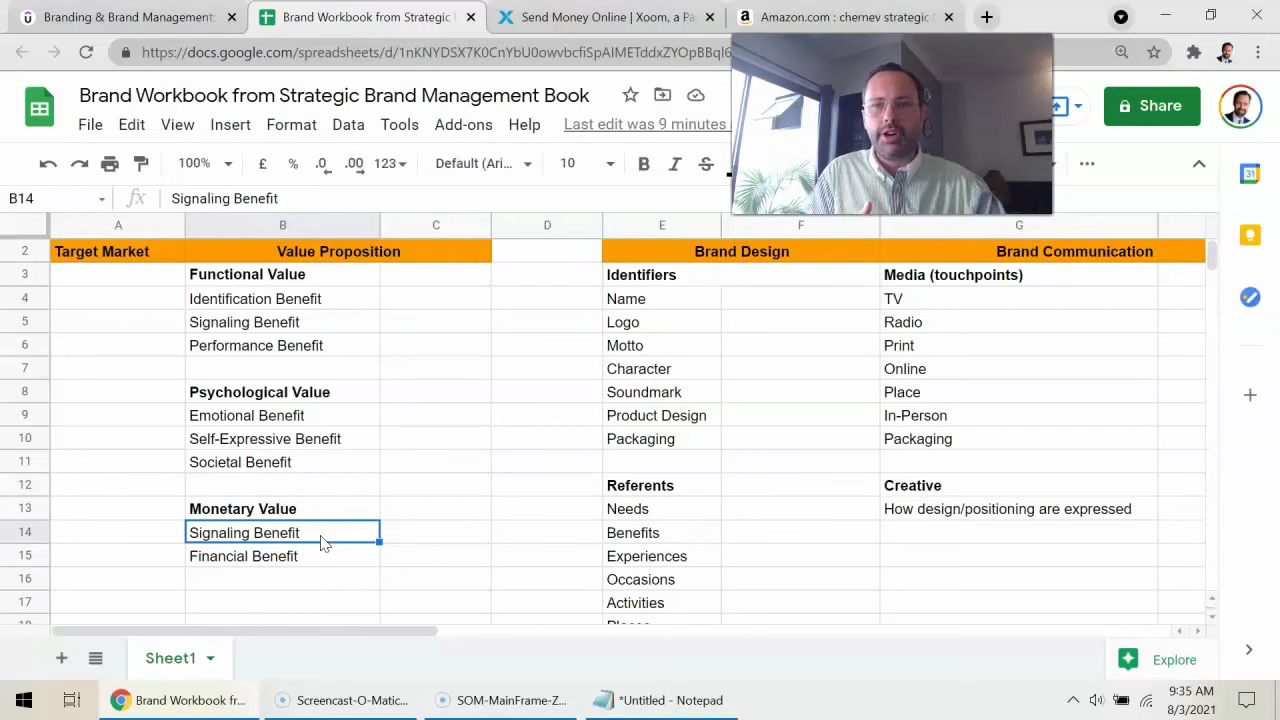 Branding & Brand Management:
Brand Workbook from Strategic
Send Money Online | Xoom, a Pa
Amazon.com : chernev strategic
https://docs.google.com/spreadsheets/d/1nKNYDSX7K0CnYbU0owvbcfiSpAIMETddxZYOpBBql6
Brand Workbook from Strategic Brand Management Book
File Edit View Insert Format Data Tools Add-ons Help Last edit was 9 minutes
Share
100% £ % .0 .00 123 Default (Ari... 10 B I S
B14 fx Signaling Benefit
A B C D E F G
2 Target Market Value Proposition Brand Design Brand Communication
3 Functional Value Identifiers Media (touchpoints)
4 Identification Benefit Name TV
5 Signaling Benefit Logo Radio
6 Performance Benefit Motto Print
7 Character Online
8 Psychological Value Soundmark Place
9 Emotional Benefit Product Design In-Person
10 Self-Expressive Benefit Packaging Packaging
11 Societal Benefit
12 Referents Creative
13 Monetary Value Needs How design/positioning are expressed
14 Signaling Benefit Benefits
15 Financial Benefit Experiences
16 Occasions
17 Activities
Sheet1
Explore
Brand Workbook fr...
Screencast-O-Matic...
SOM-MainFrame-Z...
*Untitled - Notepad
9:35 AM
8/3/2021